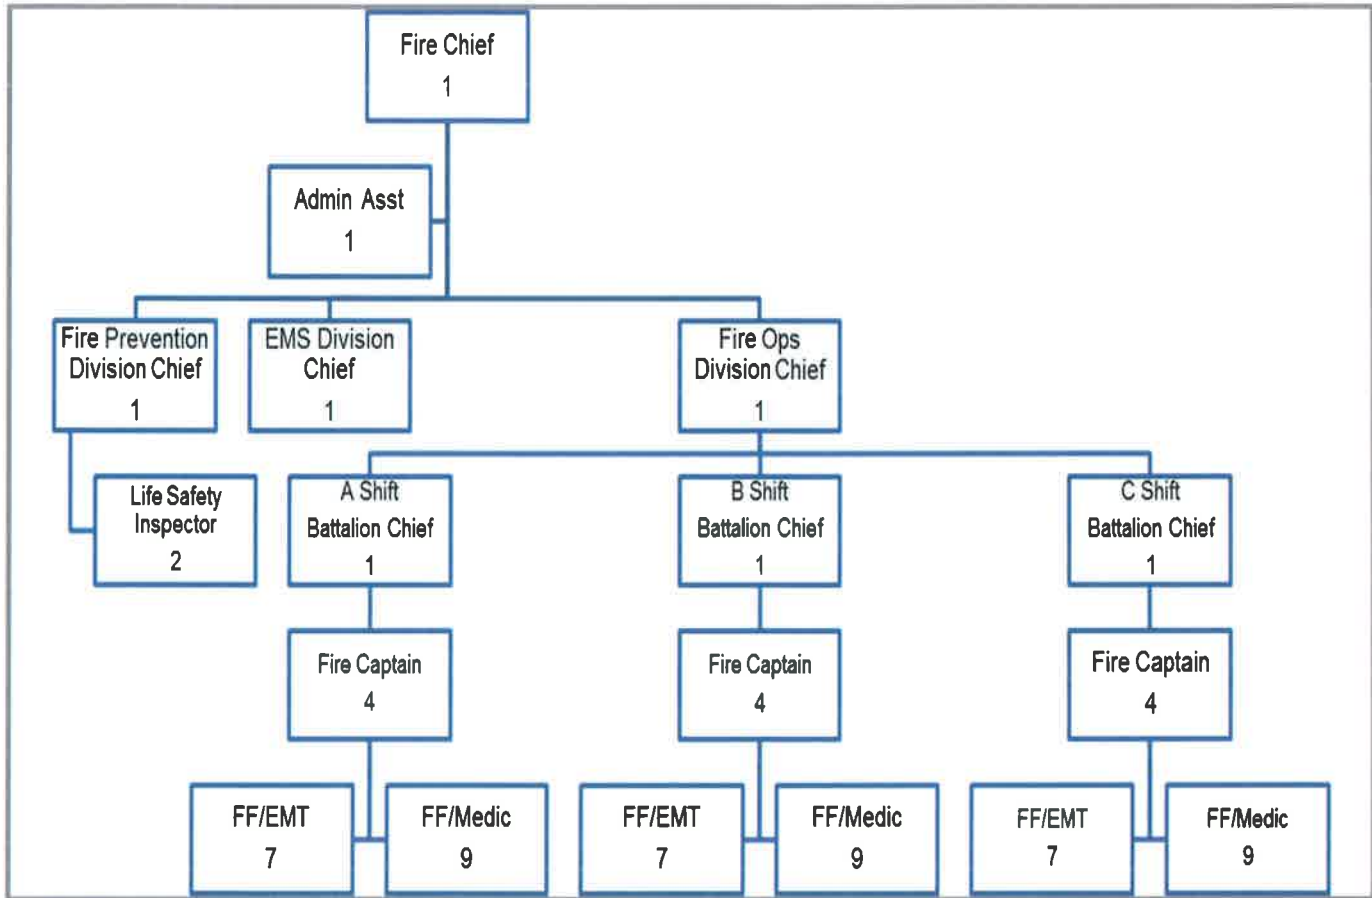 Fire Chief
1
Admin Asst
1
Fire Prevention
Division Chief
1
EMS Division
Chief
1
Fire Ops
Division Chief
1
Life Safety
Inspector
2
A Shift
Battalion Chief
1
B Shift
Battalion Chief
1
C Shift
Battalion Chief
1
Fire Captain
4
Fire Captain
4
Fire Captain
4
FF/EMT
7
FF/Medic
9
FF/EMT
7
FF/Medic
9
FF/EMT
7
FF/Medic
9